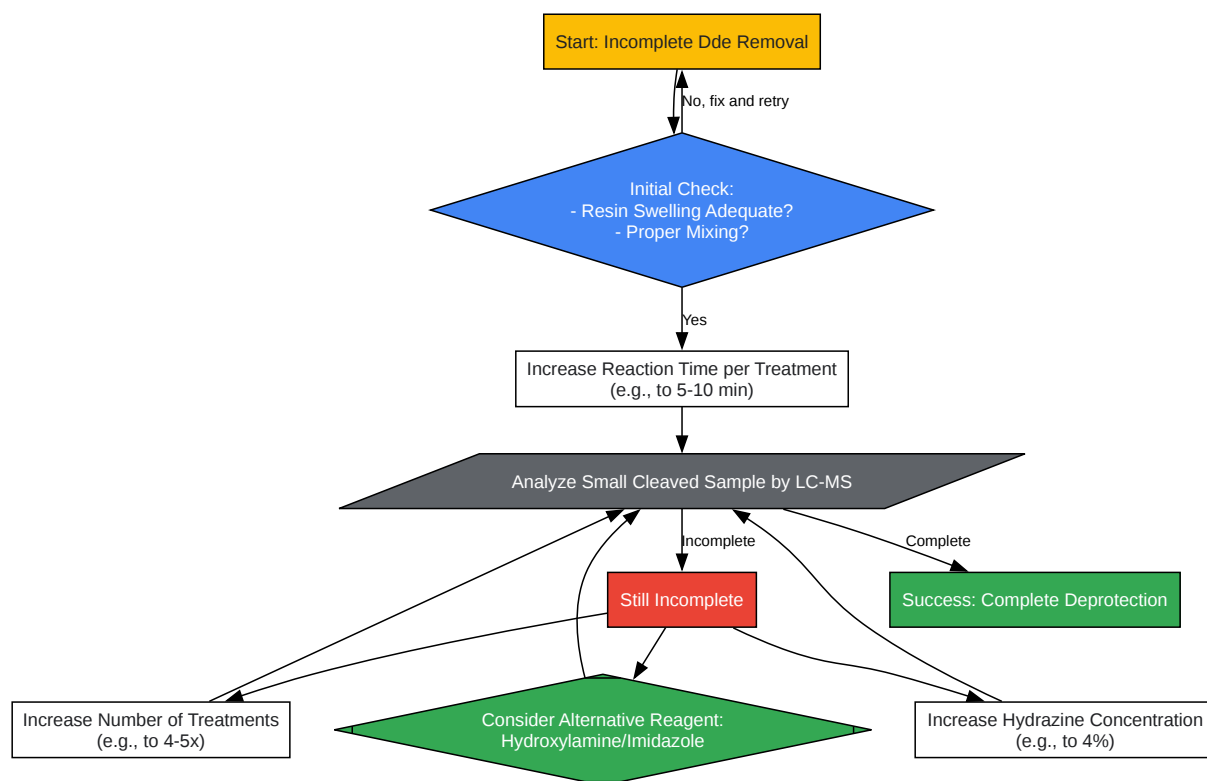 Start: Incomplete Dde Removal
No, fix and retry
Initial Check:
- Resin Swelling Adequate?
- Proper Mixing?
Yes
Increase Reaction Time per Treatment
(e.g., to 5-10 min)
Analyze Small Cleaved Sample by LC-MS
Incomplete
Complete
Still Incomplete
Success: Complete Deprotection
Increase Number of Treatments
(e.g., to 4-5x)
Consider Alternative Reagent:
Hydroxylamine/Imidazole
Increase Hydrazine Concentration
(e.g., to 4%)